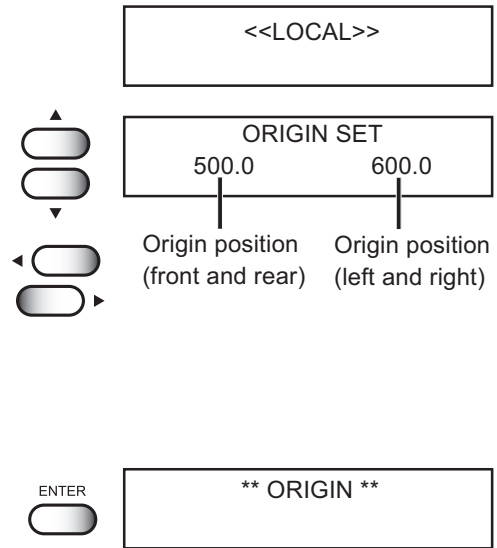 <<LOCAL>>
ORIGIN SET
500.0 600.0
Origin position
(front and rear)
Origin position
(left and right)
ENTER
** ORIGIN **